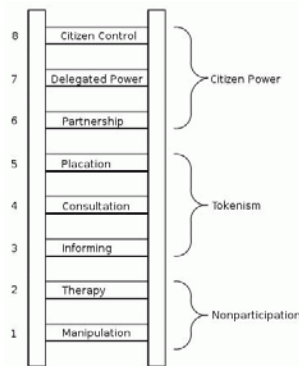 8 Citizen Control
7 Delegated Power
Citizen Power
6 Partnership
5 Placation
4 Consultation
Tokenism
3 Informing
2 Therapy
Nonparticipation
1 Manipulation